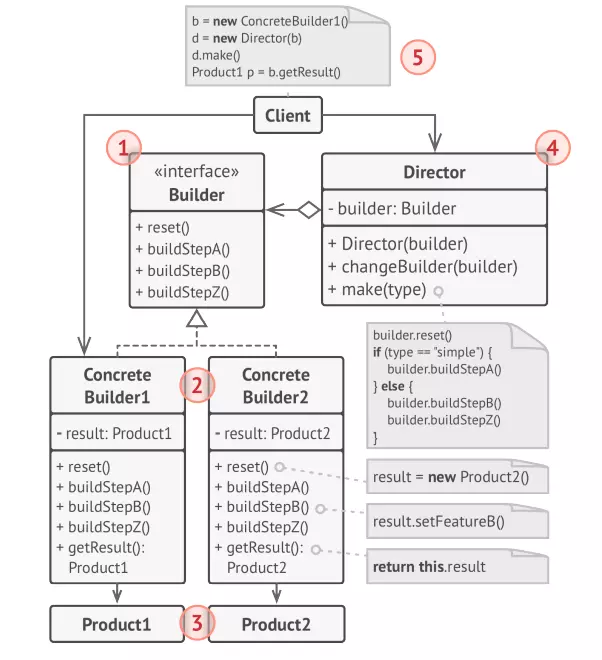 b = new ConcreteBuilder1()
d = new Director(b)
d.make()
Product1 p = b.getResult()
5
Client
1
«interface»
Builder
+ reset()
+ buildStepA()
+ buildStepB()
+ buildStepZ()
4
Director
- builder: Builder
+ Director(builder)
+ changeBuilder(builder)
+ make(type)
builder.reset()
if (type == "simple") {
builder.buildStepA()
} else {
builder.buildStepB()
builder.buildStepZ()
}
2
Concrete
Builder1
- result: Product1
+ reset()
+ buildStepA()
+ buildStepB()
+ buildStepZ()
+ getResult():
Product1
Concrete
Builder2
- result: Product2
+ reset()
+ buildStepA()
+ buildStepB()
+ buildStepZ()
+ getResult():
Product2
result = new Product2()
result.setFeatureB()
return this.result
3
Product1
Product2